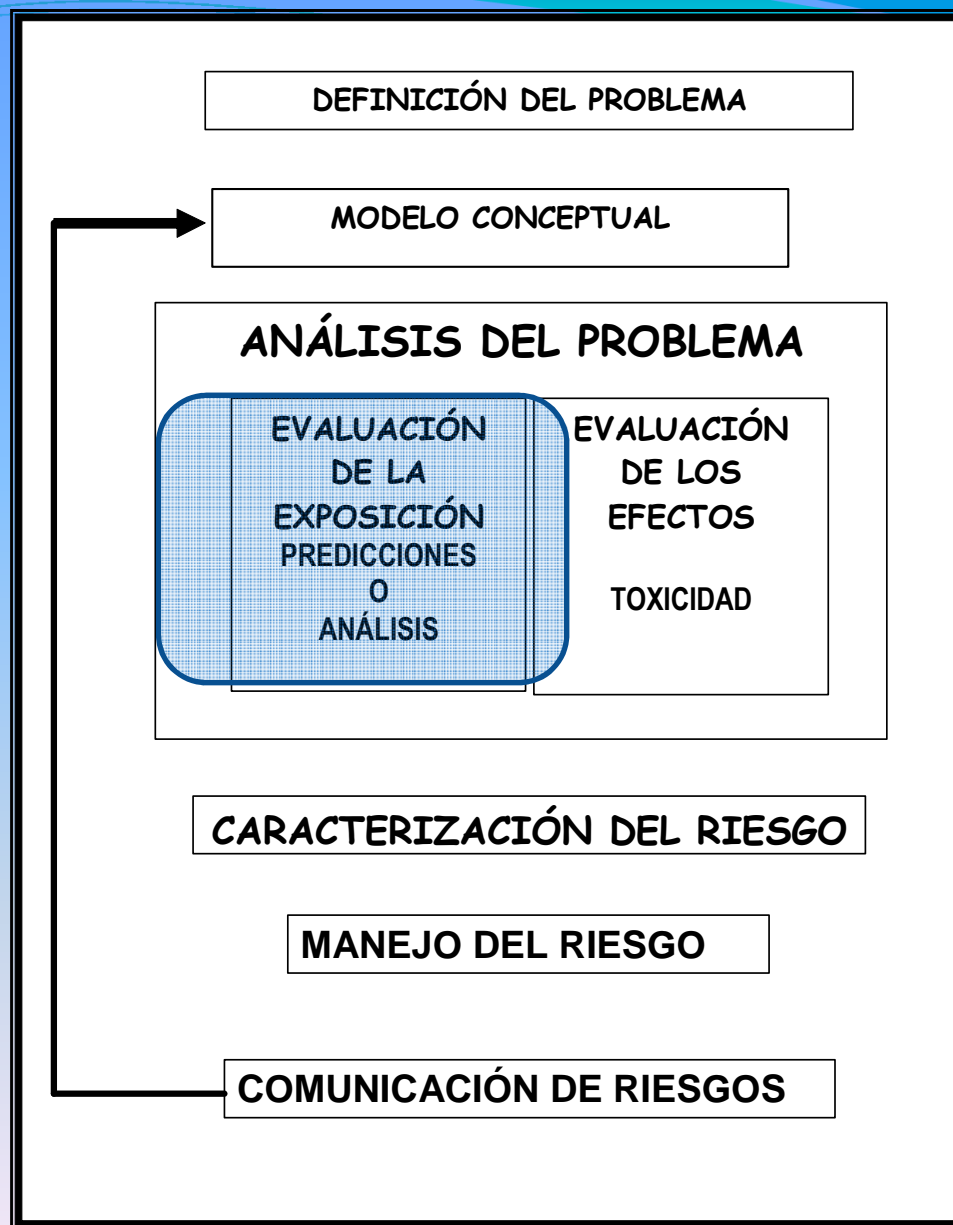 DEFINICIÓN DEL PROBLEMA
MODELO CONCEPTUAL
ANÁLISIS DEL PROBLEMA
EVALUACIÓN
DE LA
EXPOSICIÓN
PREDICCIONES
O
ANÁLISIS
EVALUACIÓN
DE LOS
EFECTOS
TOXICIDAD
CARACTERIZACIÓN DEL RIESGO
MANEJO DEL RIESGO
COMUNICACIÓN DE RIESGOS